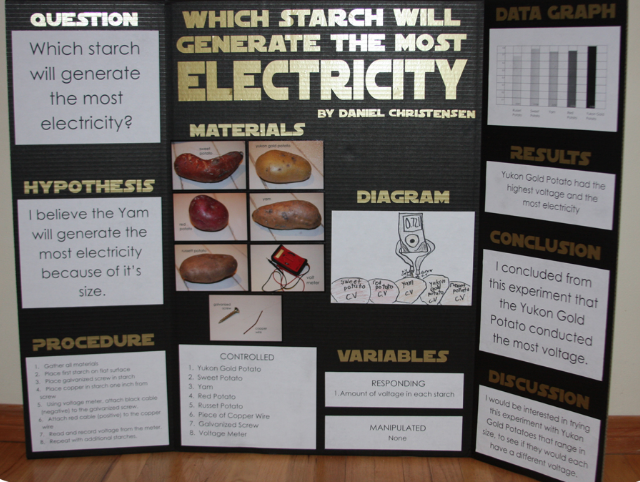 QUESTION
Which starch
will generate
the most
electricity?
HYPOTHESIS
I believe the Yam
will generate the
most electricity
because of it's
size.
PROCEDURE
1. Gather all materials
2. Place first starch on flat surface
3. Place galvanized screw in starch
4. Place copper in starch one inch from
screw
5. Using voltage meter, attach black cable
(negative) to the galvanized screw.
6. Attach red cable (positive) to the copper
wire
7. Read and record voltage from the meter
8. Repeat with additional starches.
WHICH STARCH WILL
GENERATE THE MOST
ELECTRICITY
BY DANIEL CHRISTENSEN
MATERIALS
CONTROLLED
1. Yukon Gold Potato
2. Sweet Potato
3. Yam
4. Red Potato
5. Russet Potato
6. Piece of Copper Wire
7. Galvanized Screw
8. Voltage Meter
DIAGRAM
sweet
potato
C.V
red
potato
C.V
yam
C.V
potato
C.V
C.V
VARIABLES
RESPONDING
1. Amount of voltage in each starch
MANIPULATED
None
DATA GRAPH
RESULTS
Yukon Gold Potato had the
highest voltage and the
most electricity
CONCLUSION
I concluded from
this experiment that
the Yukon Gold
Potato conducted
the most voltage.
DISCUSSION
I would be interested in trying
this experiment with Yukon
Gold Potatoes that range in
size, to see if they would each
have a different voltage.